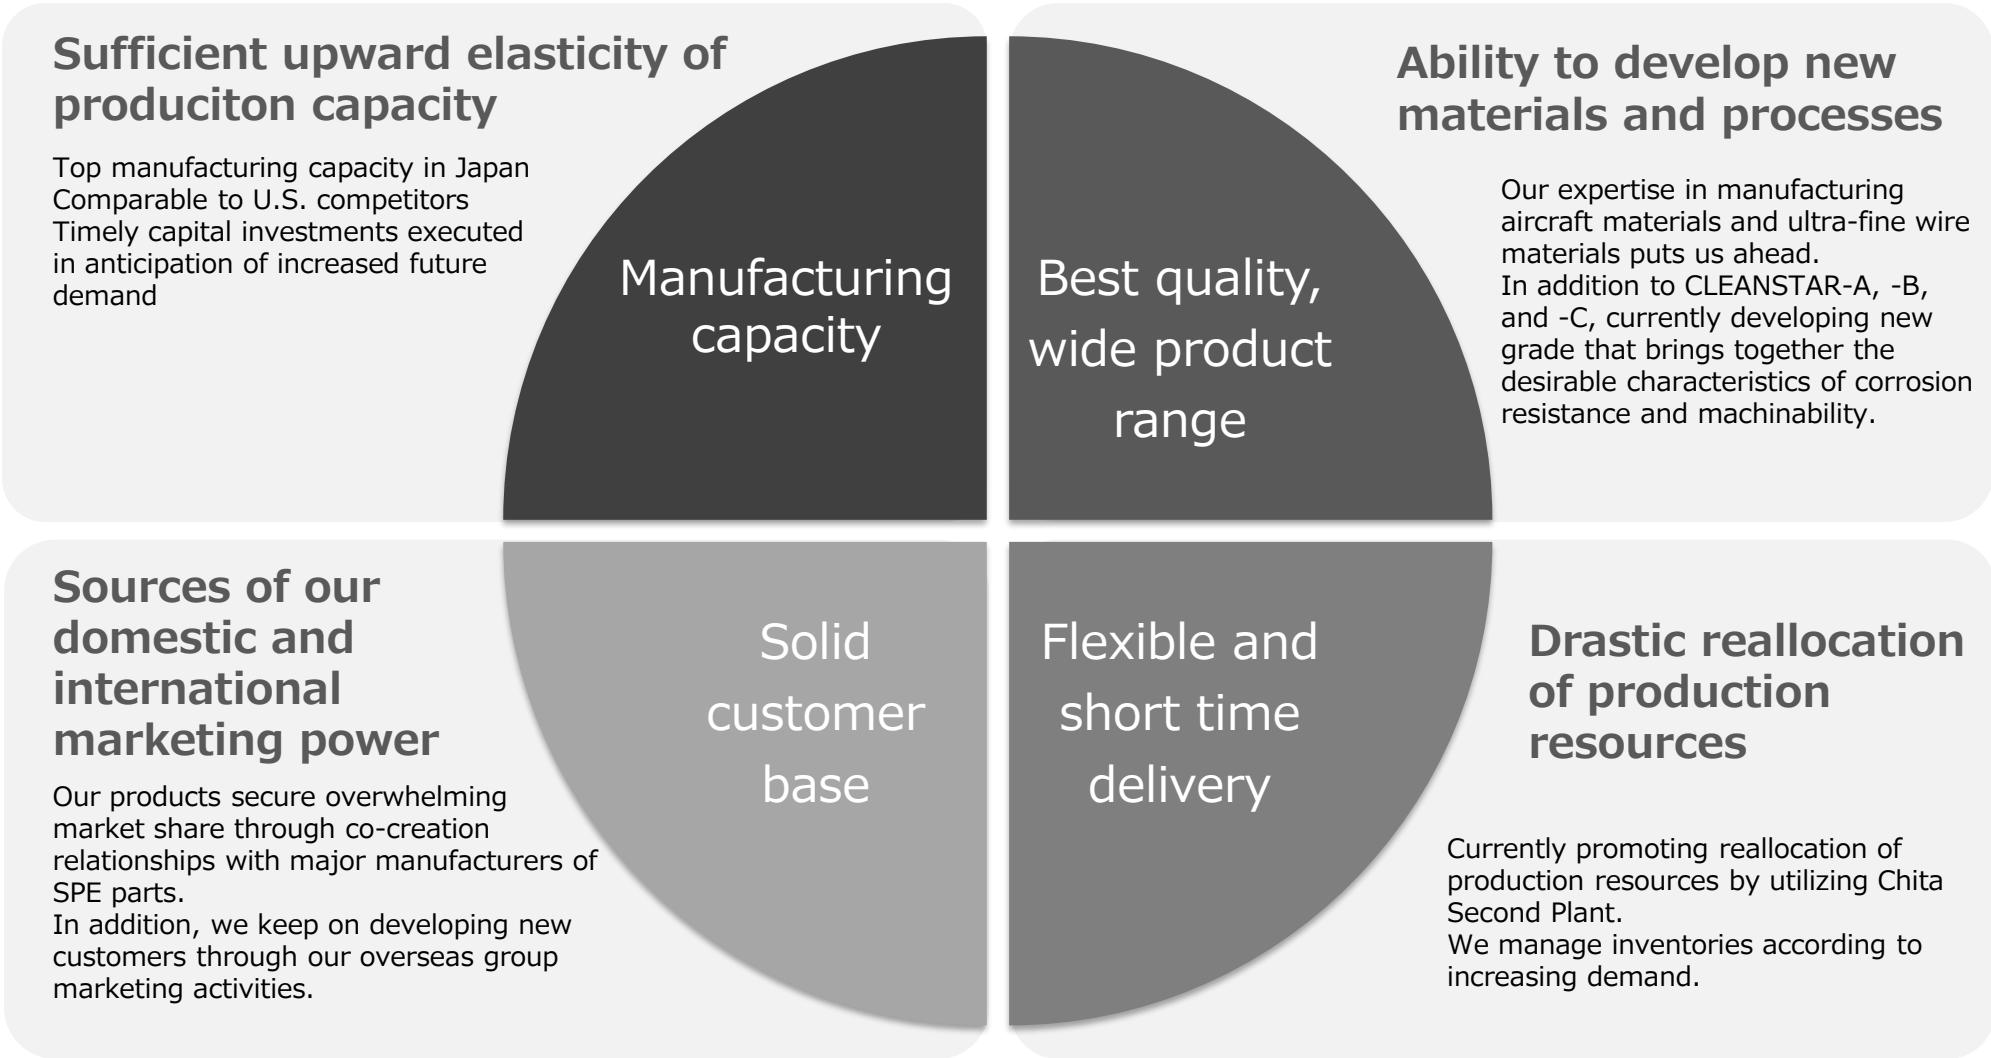 Sufficient upward elasticity of
produciton capacity
Top manufacturing capacity in Japan
Comparable to U.S. competitors
Timely capital investments executed
in anticipation of increased future
demand
Manufacturing
capacity
Best quality,
wide product
range
Ability to develop new
materials and processes
Our expertise in manufacturing
aircraft materials and ultra-fine wire
materials puts us ahead.
In addition to CLEANSTAR-A, -B,
and -C, currently developing new
grade that brings together the
desirable characteristics of corrosion
resistance and machinability.
Sources of our
domestic and
international
marketing power
Our products secure overwhelming
market share through co-creation
relationships with major manufacturers of
SPE parts.
In addition, we keep on developing new
customers through our overseas group
marketing activities.
Solid
customer
base
Flexible and
short time
delivery
Drastic reallocation
of production
resources
Currently promoting reallocation of
production resources by utilizing Chita
Second Plant.
We manage inventories according to
increasing demand.